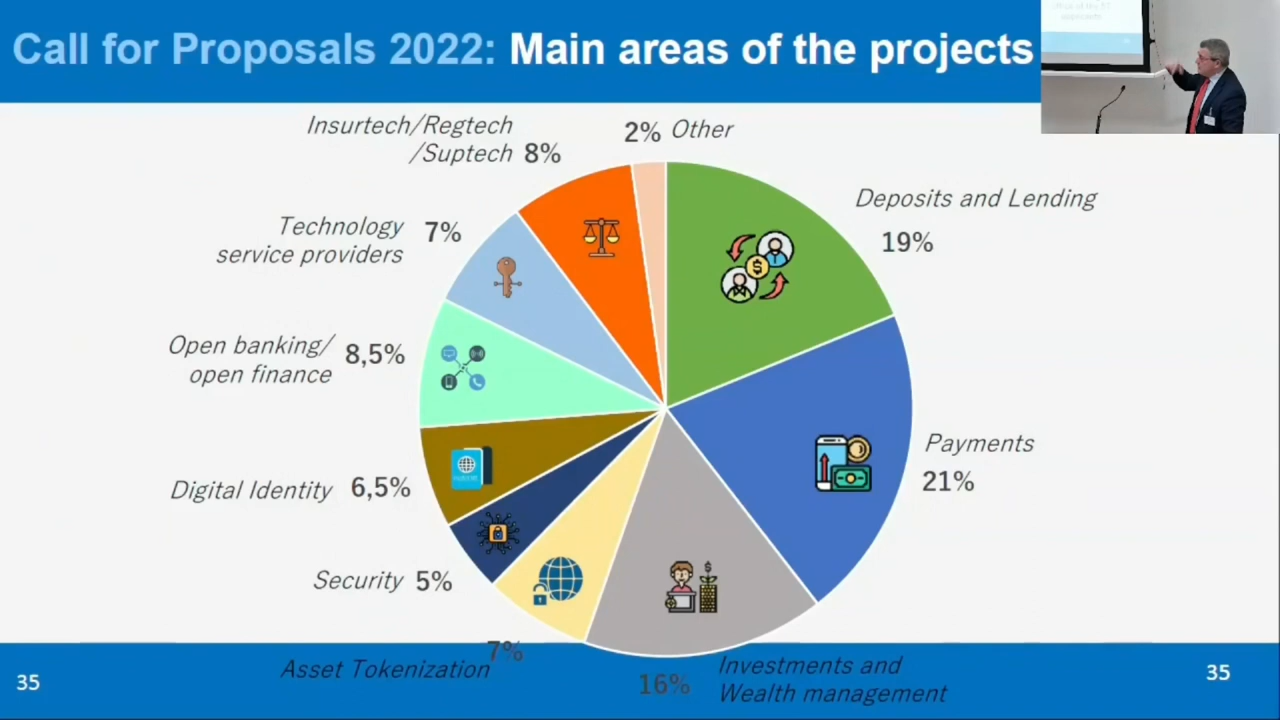 Call for Proposals 2022: Main areas of the projects
Insurtech/Regtech
/Suptech 8%
2% Other
Deposits and Lending
19%
Technology
service providers
7%
Open banking/
open finance
8,5%
Payments
21%
Digital Identity 6,5%
Security 5%
7%
Asset Tokenization
16%
Investments and
Wealth management
35
35